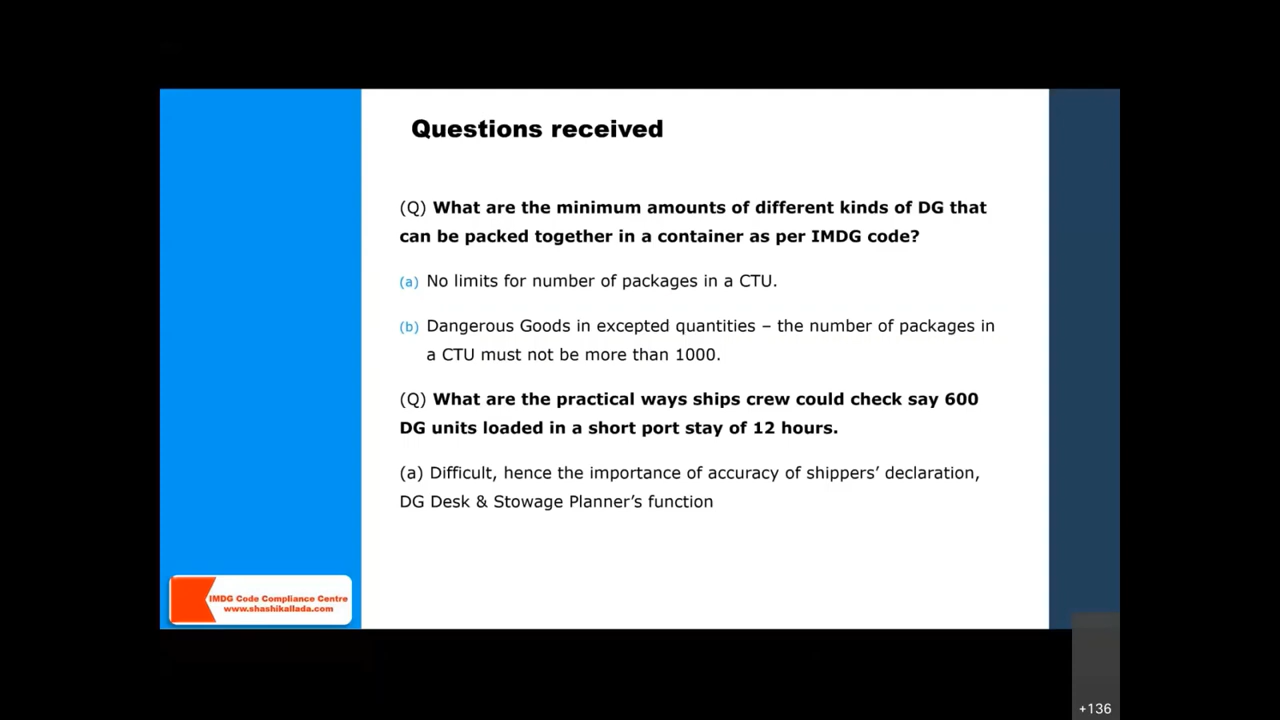 Questions received
(Q) What are the minimum amounts of different kinds of DG that
can be packed together in a container as per IMDG code?
(a) No limits for number of packages in a CTU.
(b) Dangerous Goods in excepted quantities – the number of packages in
a CTU must not be more than 1000.
(Q) What are the practical ways ships crew could check say 600
DG units loaded in a short port stay of 12 hours.
(a) Difficult, hence the importance of accuracy of shippers’ declaration,
DG Desk & Stowage Planner’s function
IMDG Code Compliance Centre
www.shashikallada.com
+136